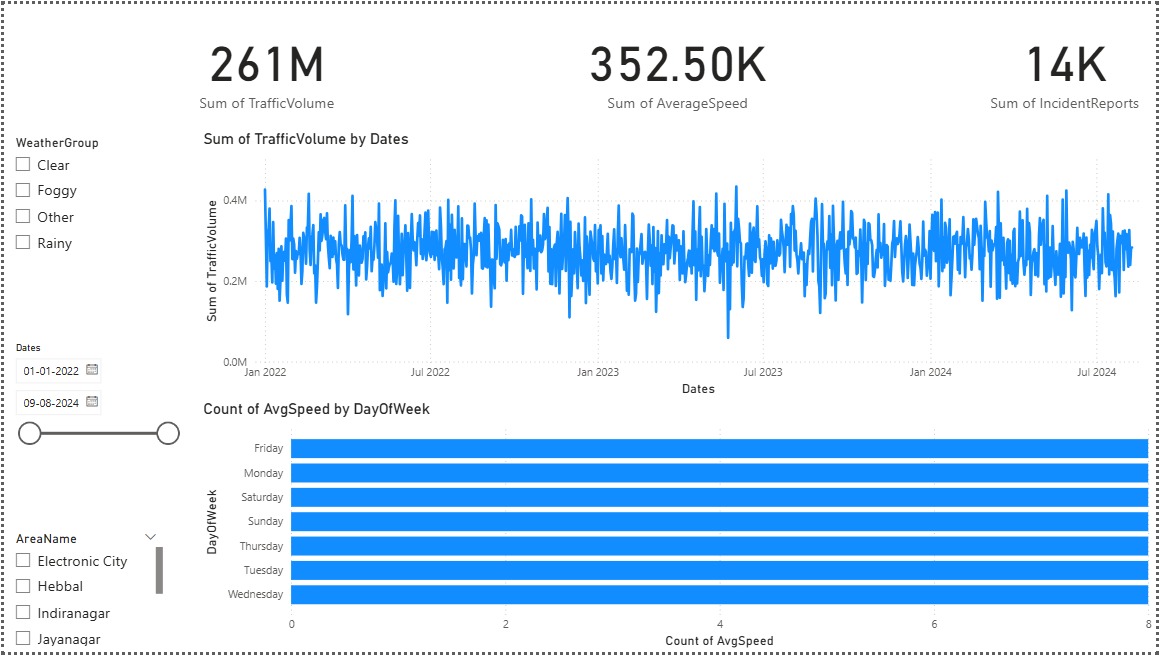 261M
Sum of TrafficVolume
352.50K
Sum of AverageSpeed
14K
Sum of IncidentReports
WeatherGroup
Clear
Foggy
Other
Rainy
Dates
01-01-2022
09-08-2024
AreaName
Electronic City
Hebbal
Indiranagar
Jayanagar
Sum of TrafficVolume by Dates
Sum of TrafficVolume
0.4M
0.2M
0.0M
Jan 2022 Jul 2022 Jan 2023 Jul 2023 Jan 2024 Jul 2024
Dates
Count of AvgSpeed by DayOfWeek
DayOfWeek
Friday
Monday
Saturday
Sunday
Thursday
Tuesday
Wednesday
0 2 4 6 8
Count of AvgSpeed